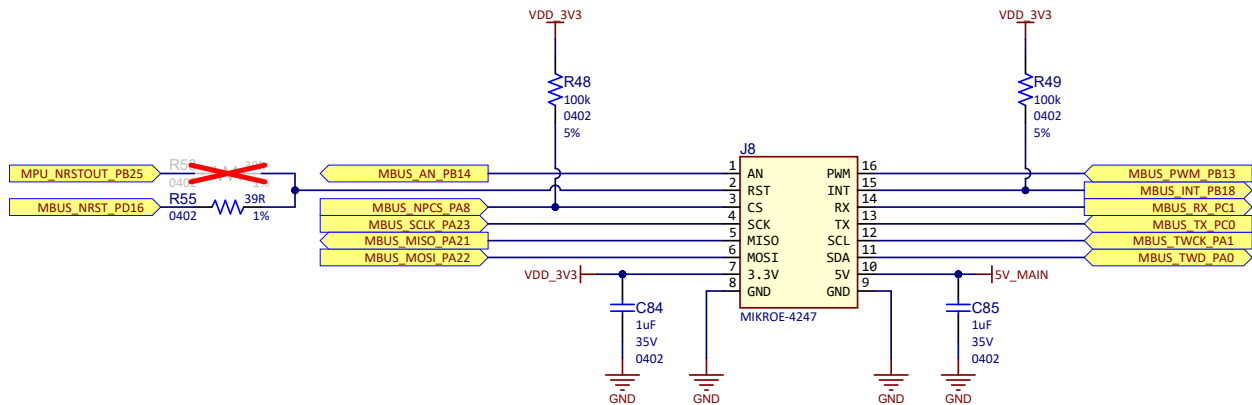 VDD_3V3
VDD_3V3
R48
100k
0402
5%
R49
100k
0402
5%
J8
MPU_NRSTOUT_PB25
0402
1%
MBUS_NRST_PD16
R55
0402
39R
1%
MBUS_AN_PB14
1
AN
PWM
16
MBUS_PWM_PB13
2
RST
INT
15
MBUS_INT_PB18
MBUS_NPCS_PA8
3
CS
RX
14
MBUS_RX_PC1
MBUS_SCLK_PA23
4
SCK
TX
13
MBUS_TX_PC0
MBUS_MISO_PA21
5
MISO
SCL
12
MBUS_TWCK_PA1
MBUS_MOSI_PA22
6
MOSI
SDA
11
MBUS_TWD_PA0
VDD_3V3
7
3.3V
5V
10
5V_MAIN
8
GND
GND
9
MIKROE-4247
C84
1uF
35V
0402
C85
1uF
35V
0402
GND
GND
GND
GND